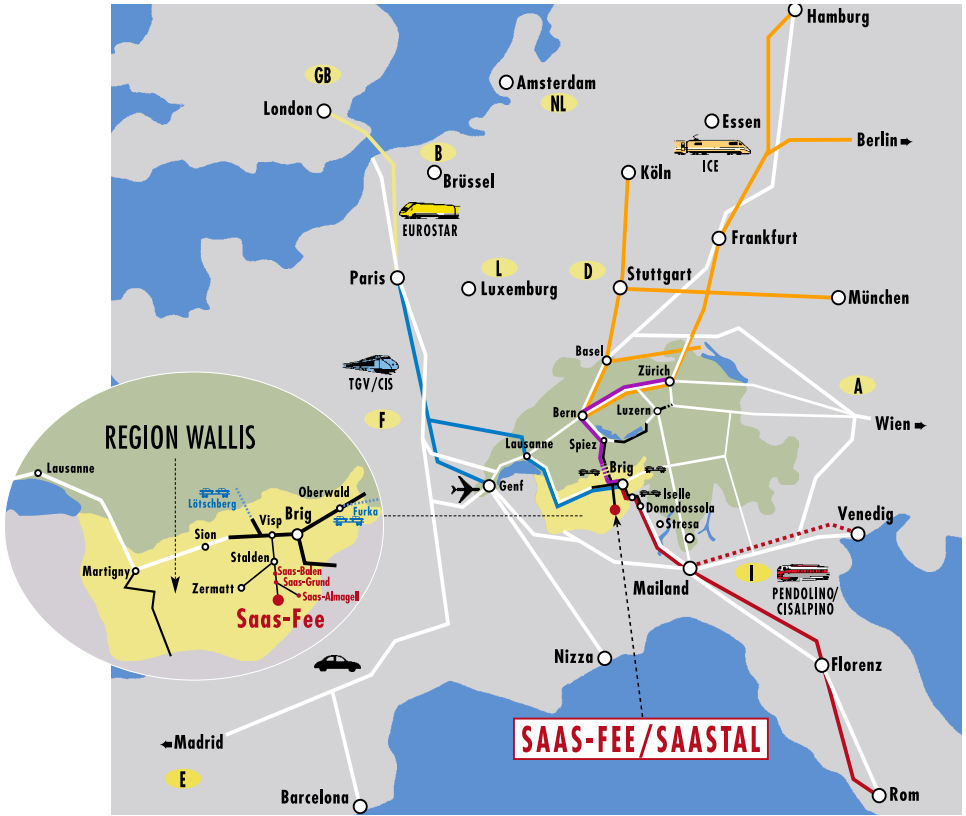 Hamburg
GB
Amsterdam
NL
London
Essen
Berlin
ICE
B
Brüssel
Köln
EUROSTAR
Frankfurt
Paris
L
Luxemburg
D
Stuttgart
München
Basel
TGV/CIS
Zürich
A
F
Bern
Luzern
Wien
Spiez
Lausanne
Genf
Brig
Iselle
Domodossola
Stresa
Venedig
Mailand
I
PENDOLINO/
CISALPINO
Nizza
Florenz
SAAS-FEE/SAASTAL
Madrid
E
Barcelona
Rom
REGION WALLIS
Lausanne
Lötschberg
Oberwald
Furka
Visp
Brig
Sion
Stalden
Martigny
Saas-Balen
Saas-Grund
Zermatt
Saas-Almagell
Saas-Fee